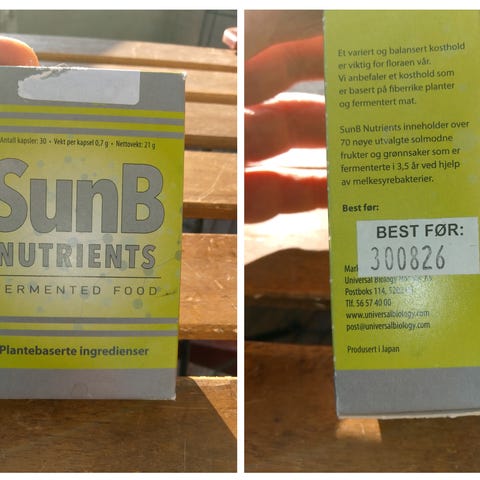 Antall kapsler: 30 • Vekt per kapsel 0,7 g • Nettovekt: 21 g
SunB
NUTRIENTS
FERMENTED FOOD
Plantebaserte ingredienser
Et variert og balansert kosthold
er viktig for floraen vår.
Vi anbefaler et kosthold som
er basert på fiberrike planter
og fermentert mat.
SunB Nutrients inneholder over
70 nøye utvalgte solmodne
frukter og grønnsaker som er
fermenterte i 3,5 år ved hjelp
av melkesyrebakterier.
Best før:
BEST FØR:
300826
Universal Biology
Postboks 114,
Tlf. 56 57 40 00
www.universalbiology.com
post@universalbiology.com
Produsert i Japan